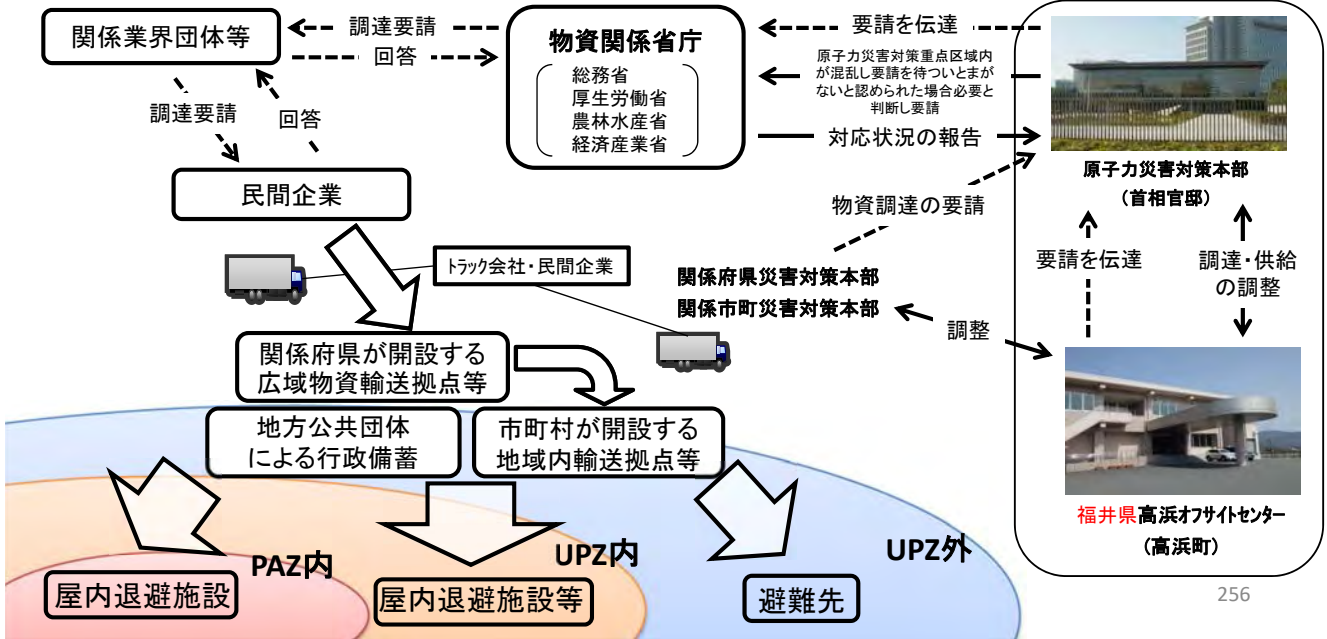 関係業界団体等
調達要請
回答
物資関係省庁
総務省
厚生労働省
農林水産省
経済産業省
要請を伝達
原子力災害対策重点区域内
が混乱し要請を待ついとまが
ないと認められた場合必要と
判断し要請
対応状況の報告
原子力災害対策本部
(首相官邸)
調達要請
回答
民間企業
物資調達の要請
トラック会社・民間企業
関係府県災害対策本部
関係市町災害対策本部
要請を伝達
調達・供給
の調整
調整
関係府県が開設する
広域物資輸送拠点等
地方公共団体
による行政備蓄
市町村が開設する
地域内輸送拠点等
福井県高浜オフサイトセンター
(高浜町)
PAZ内
UPZ内
UPZ外
屋内退避施設
屋内退避施設等
避難先
256